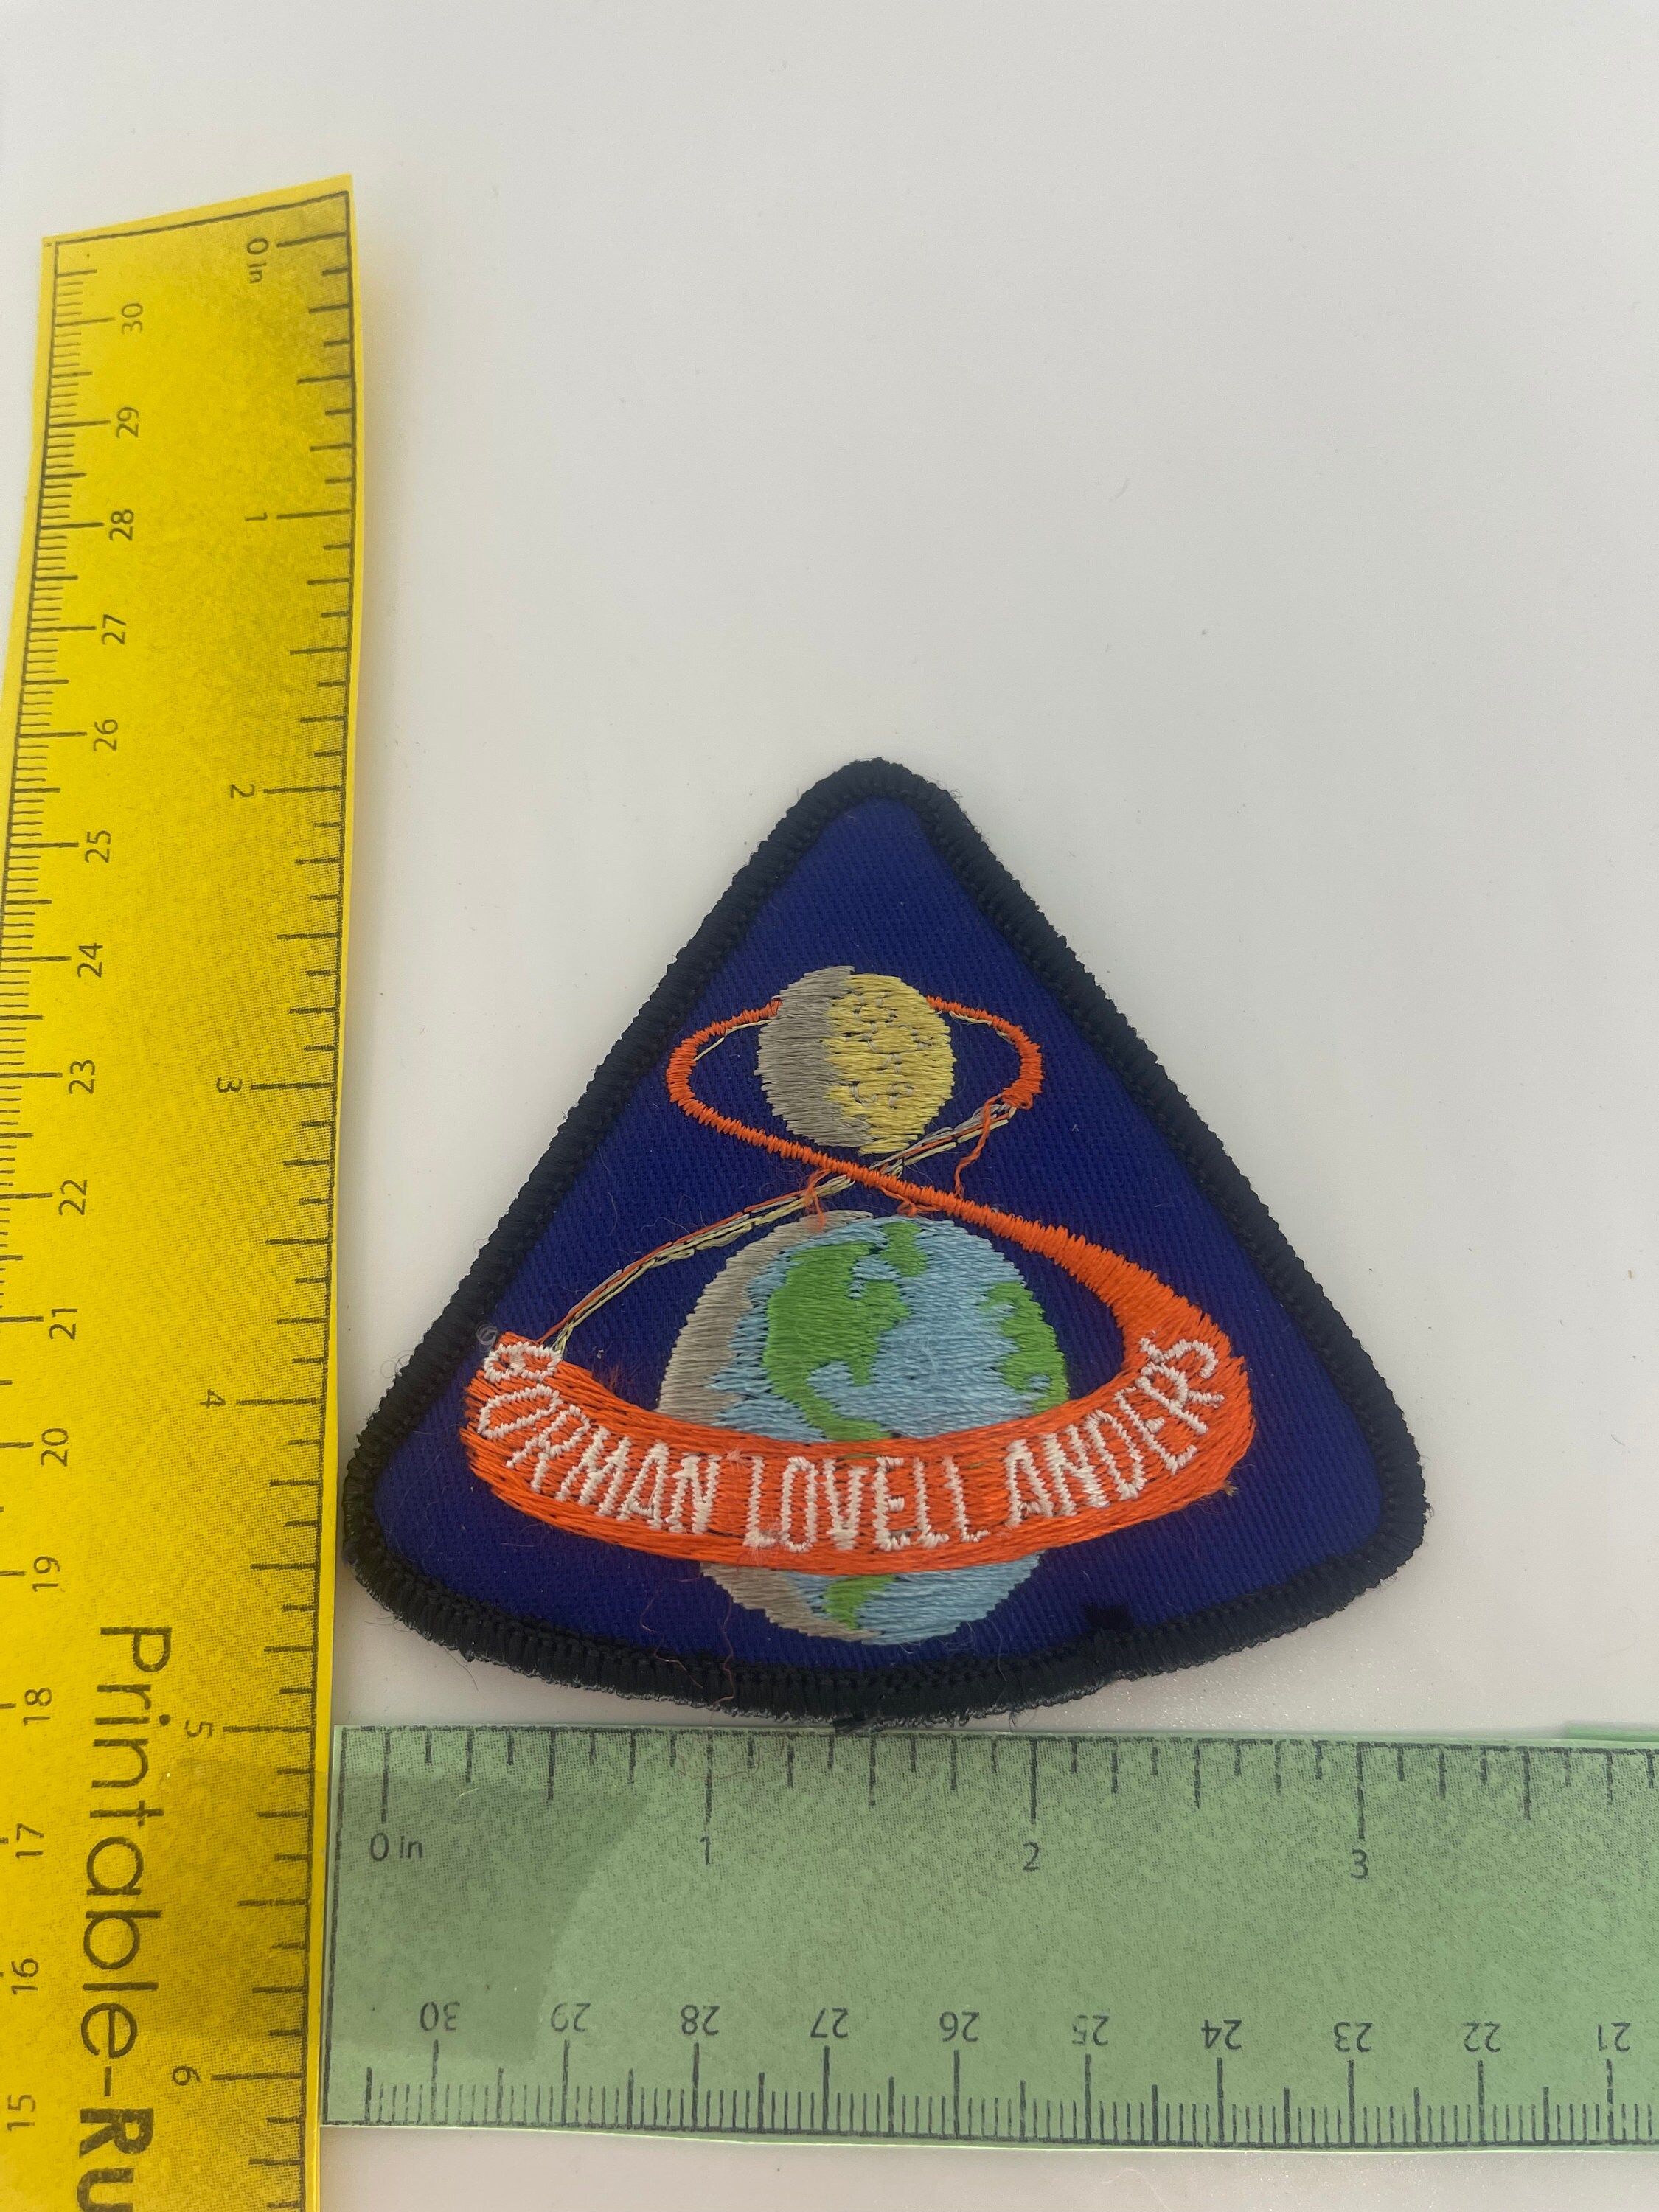 BORMAN LOVELL ANDERS
0 in 1 2 3 4 5 6
30 29 28 27 26 25 24 23 22 21 20 19 18 17 16 15
Printable-Ru
0 in 1 2 3
30 29 28 27 26 25 24 23 22 21